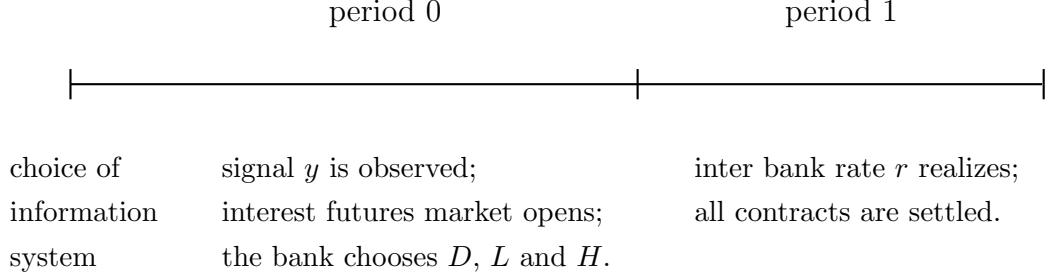 period 0 period 1
choice of signal y is observed; inter bank rate r realizes;
information interest futures market opens; all contracts are settled.
system the bank chooses D, L and H.